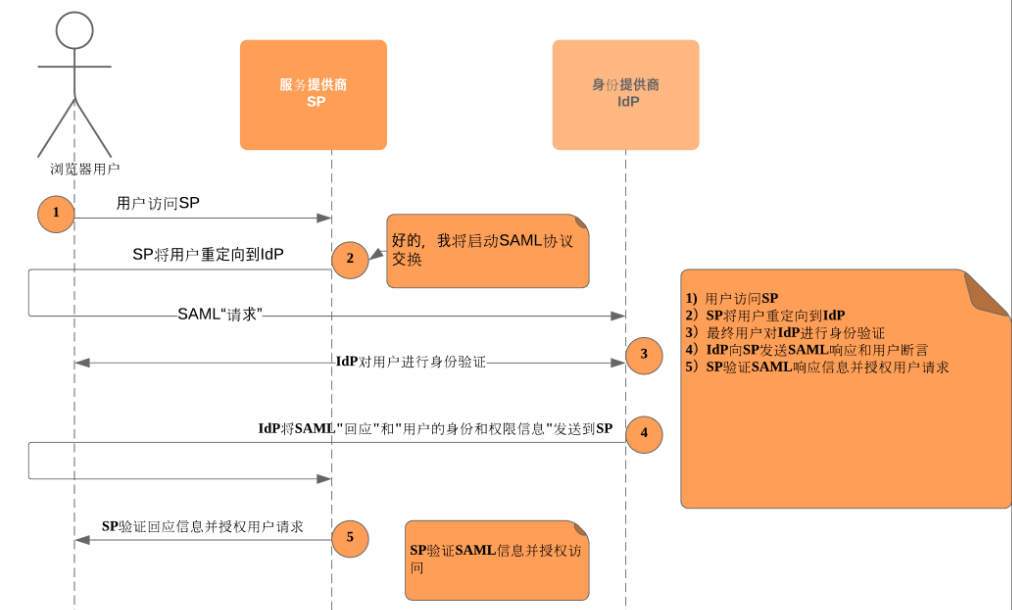 服务提供商
SP
身份提供商
IdP
浏览器用户
1
用户访问SP
SP将用户重定向到IdP
2
好的，我将启动SAML协议
交换
SAML“请求”
IdP对用户进行身份验证
3
1）用户访问SP
2）SP将用户重定向到IdP
3）最终用户对IdP进行身份验证
4）IdP向SP发送SAML响应和用户断言
5）SP验证SAML响应信息并授权用户请求
IdP将SAML"回应"和"用户的身份和权限信息"发送到SP
4
SP验证回应信息并授权用户请求
5
SP验证SAML信息并授权访
问